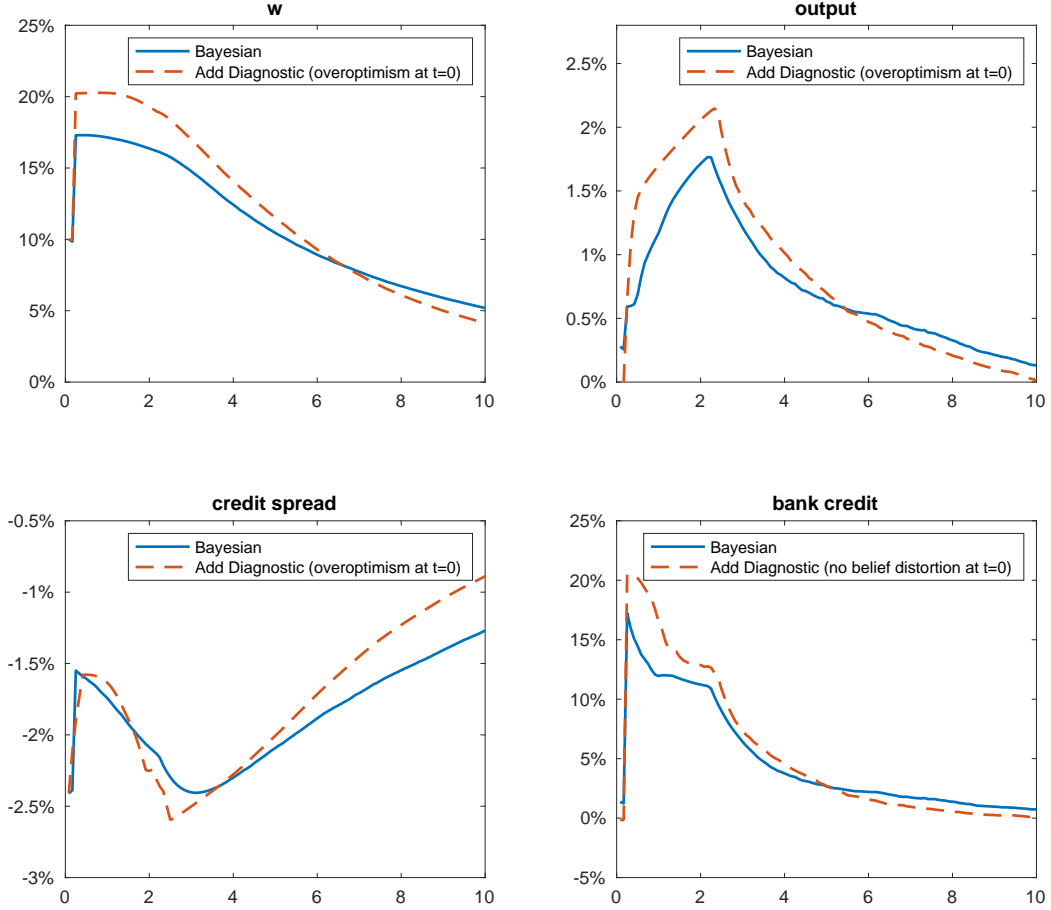 w
25%
20%
15%
10%
5%
0%
Bayesian
Add Diagnostic (overoptimism at t=0)
0 2 4 6 8 10
output
2.5%
2%
1.5%
1%
0.5%
0%
Bayesian
Add Diagnostic (overoptimism at t=0)
0 2 4 6 8 10
credit spread
-0.5%
-1%
-1.5%
-2%
-2.5%
-3%
Bayesian
Add Diagnostic (overoptimism at t=0)
0 2 4 6 8 10
bank credit
25%
20%
15%
10%
5%
0%
-5%
Bayesian
Add Diagnostic (no belief distortion at t=0)
0 2 4 6 8 10